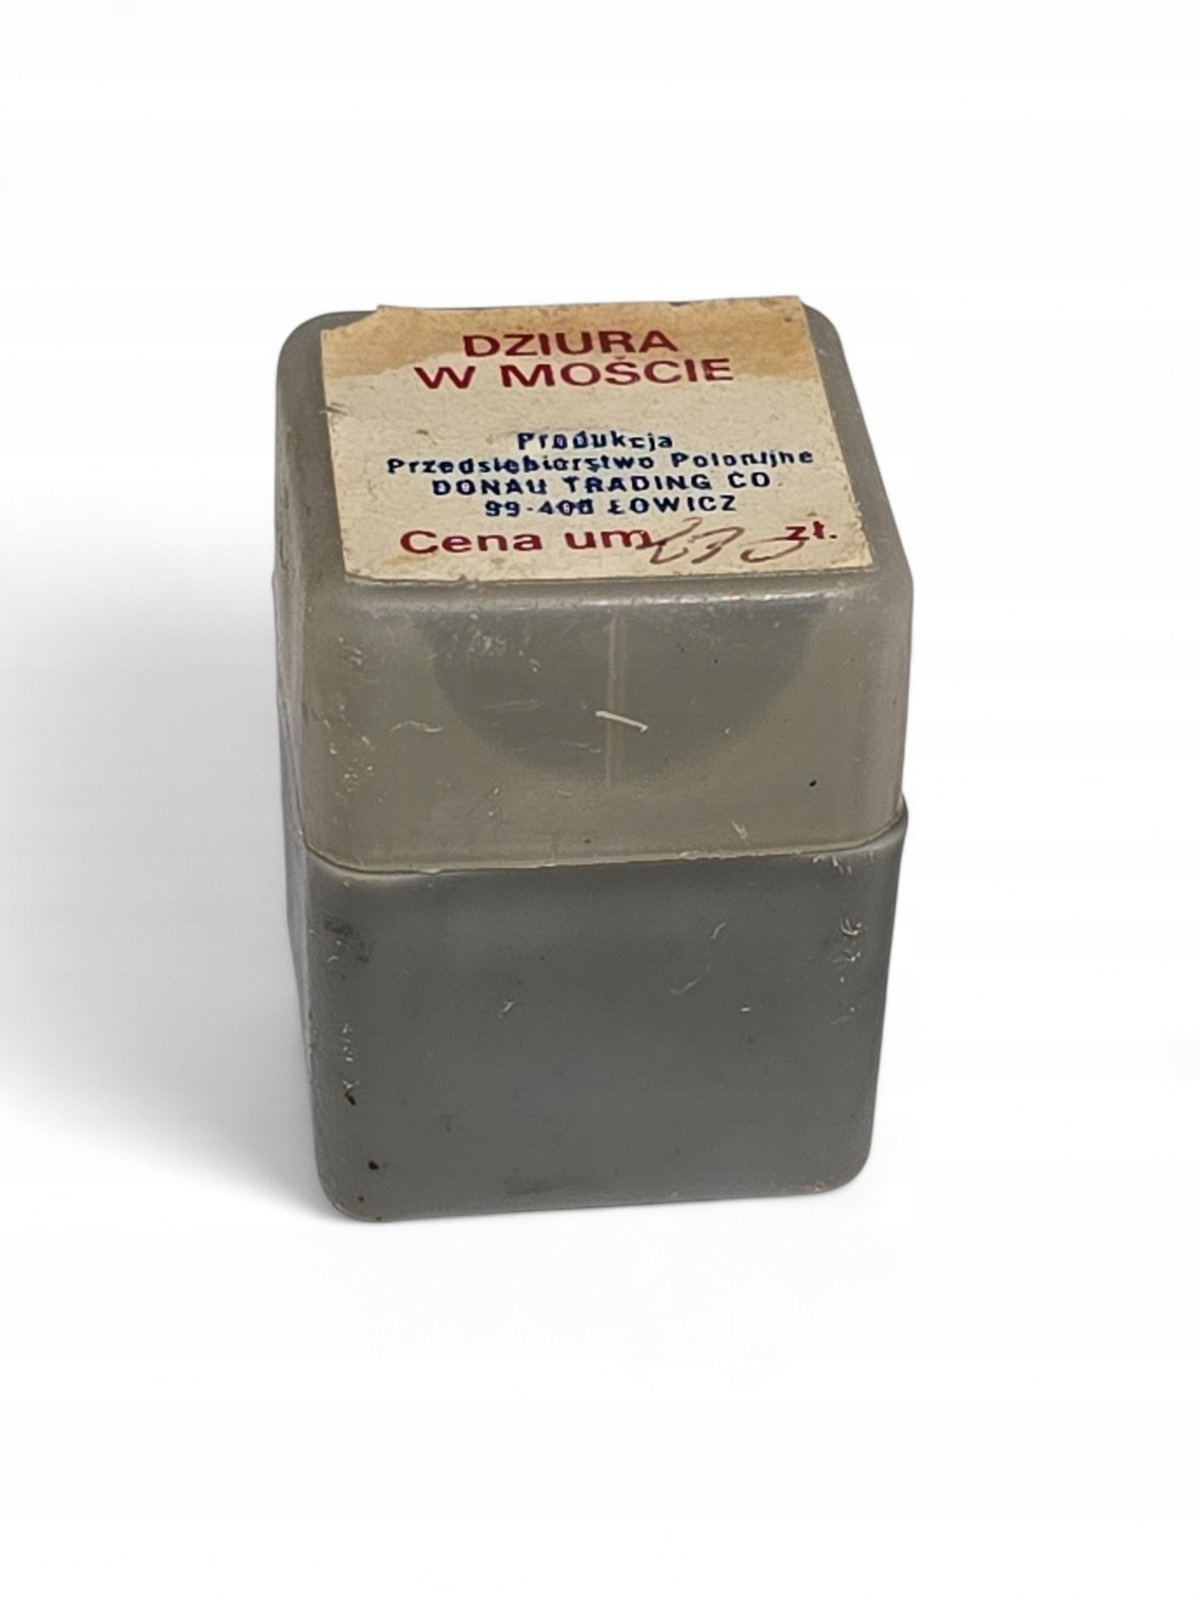 DZIURA
W MOŚCIE
Produkcja
Przedsiębiorstwo Polonijne
DONAU TRADING CO
99-400 ŁOWICZ
Cena um. zł.